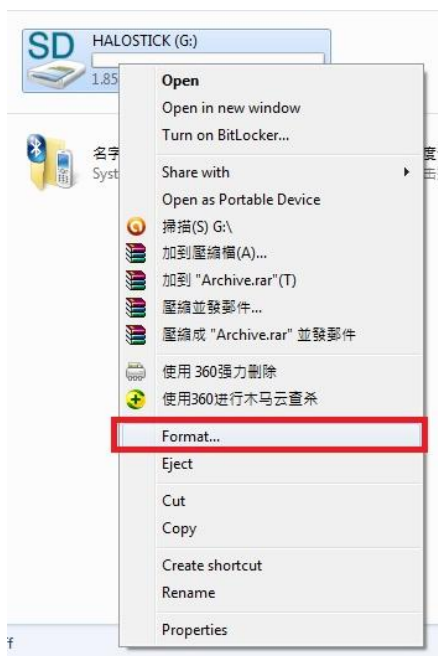 SD HALOSTICK (G:)
1.85
Open
Open in new window
Turn on BitLocker...
名字 度
Syst 击
Share with
Open as Portable Device
掃描(S) G:\
加到壓縮檔(A)...
加到 "Archive.rar"(T)
壓縮並發郵件...
壓縮成 "Archive.rar" 並發郵件
使用 360强力删除
使用360进行木马云查杀
Format...
Eject
Cut
Copy
Create shortcut
Rename
Properties